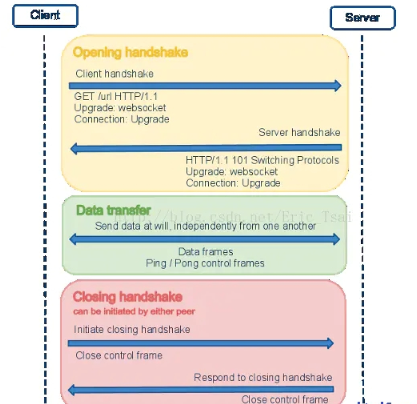 Client
Server
Opening handshake
Client handshake
GET /url HTTP/1.1
Upgrade: websocket
Connection: Upgrade
Server handshake
HTTP/1.1 101 Switching Protocols
Upgrade: websocket
Connection: Upgrade
Data transfer
http://blog.csdn.net/Eric_Tsai
Send data at will, independently from one another
Data frames
Ping / Pong control frames
Closing handshake
can be initiated by either peer
Initiate closing handshake
Close control frame
Respond to closing handshake
Close control frame